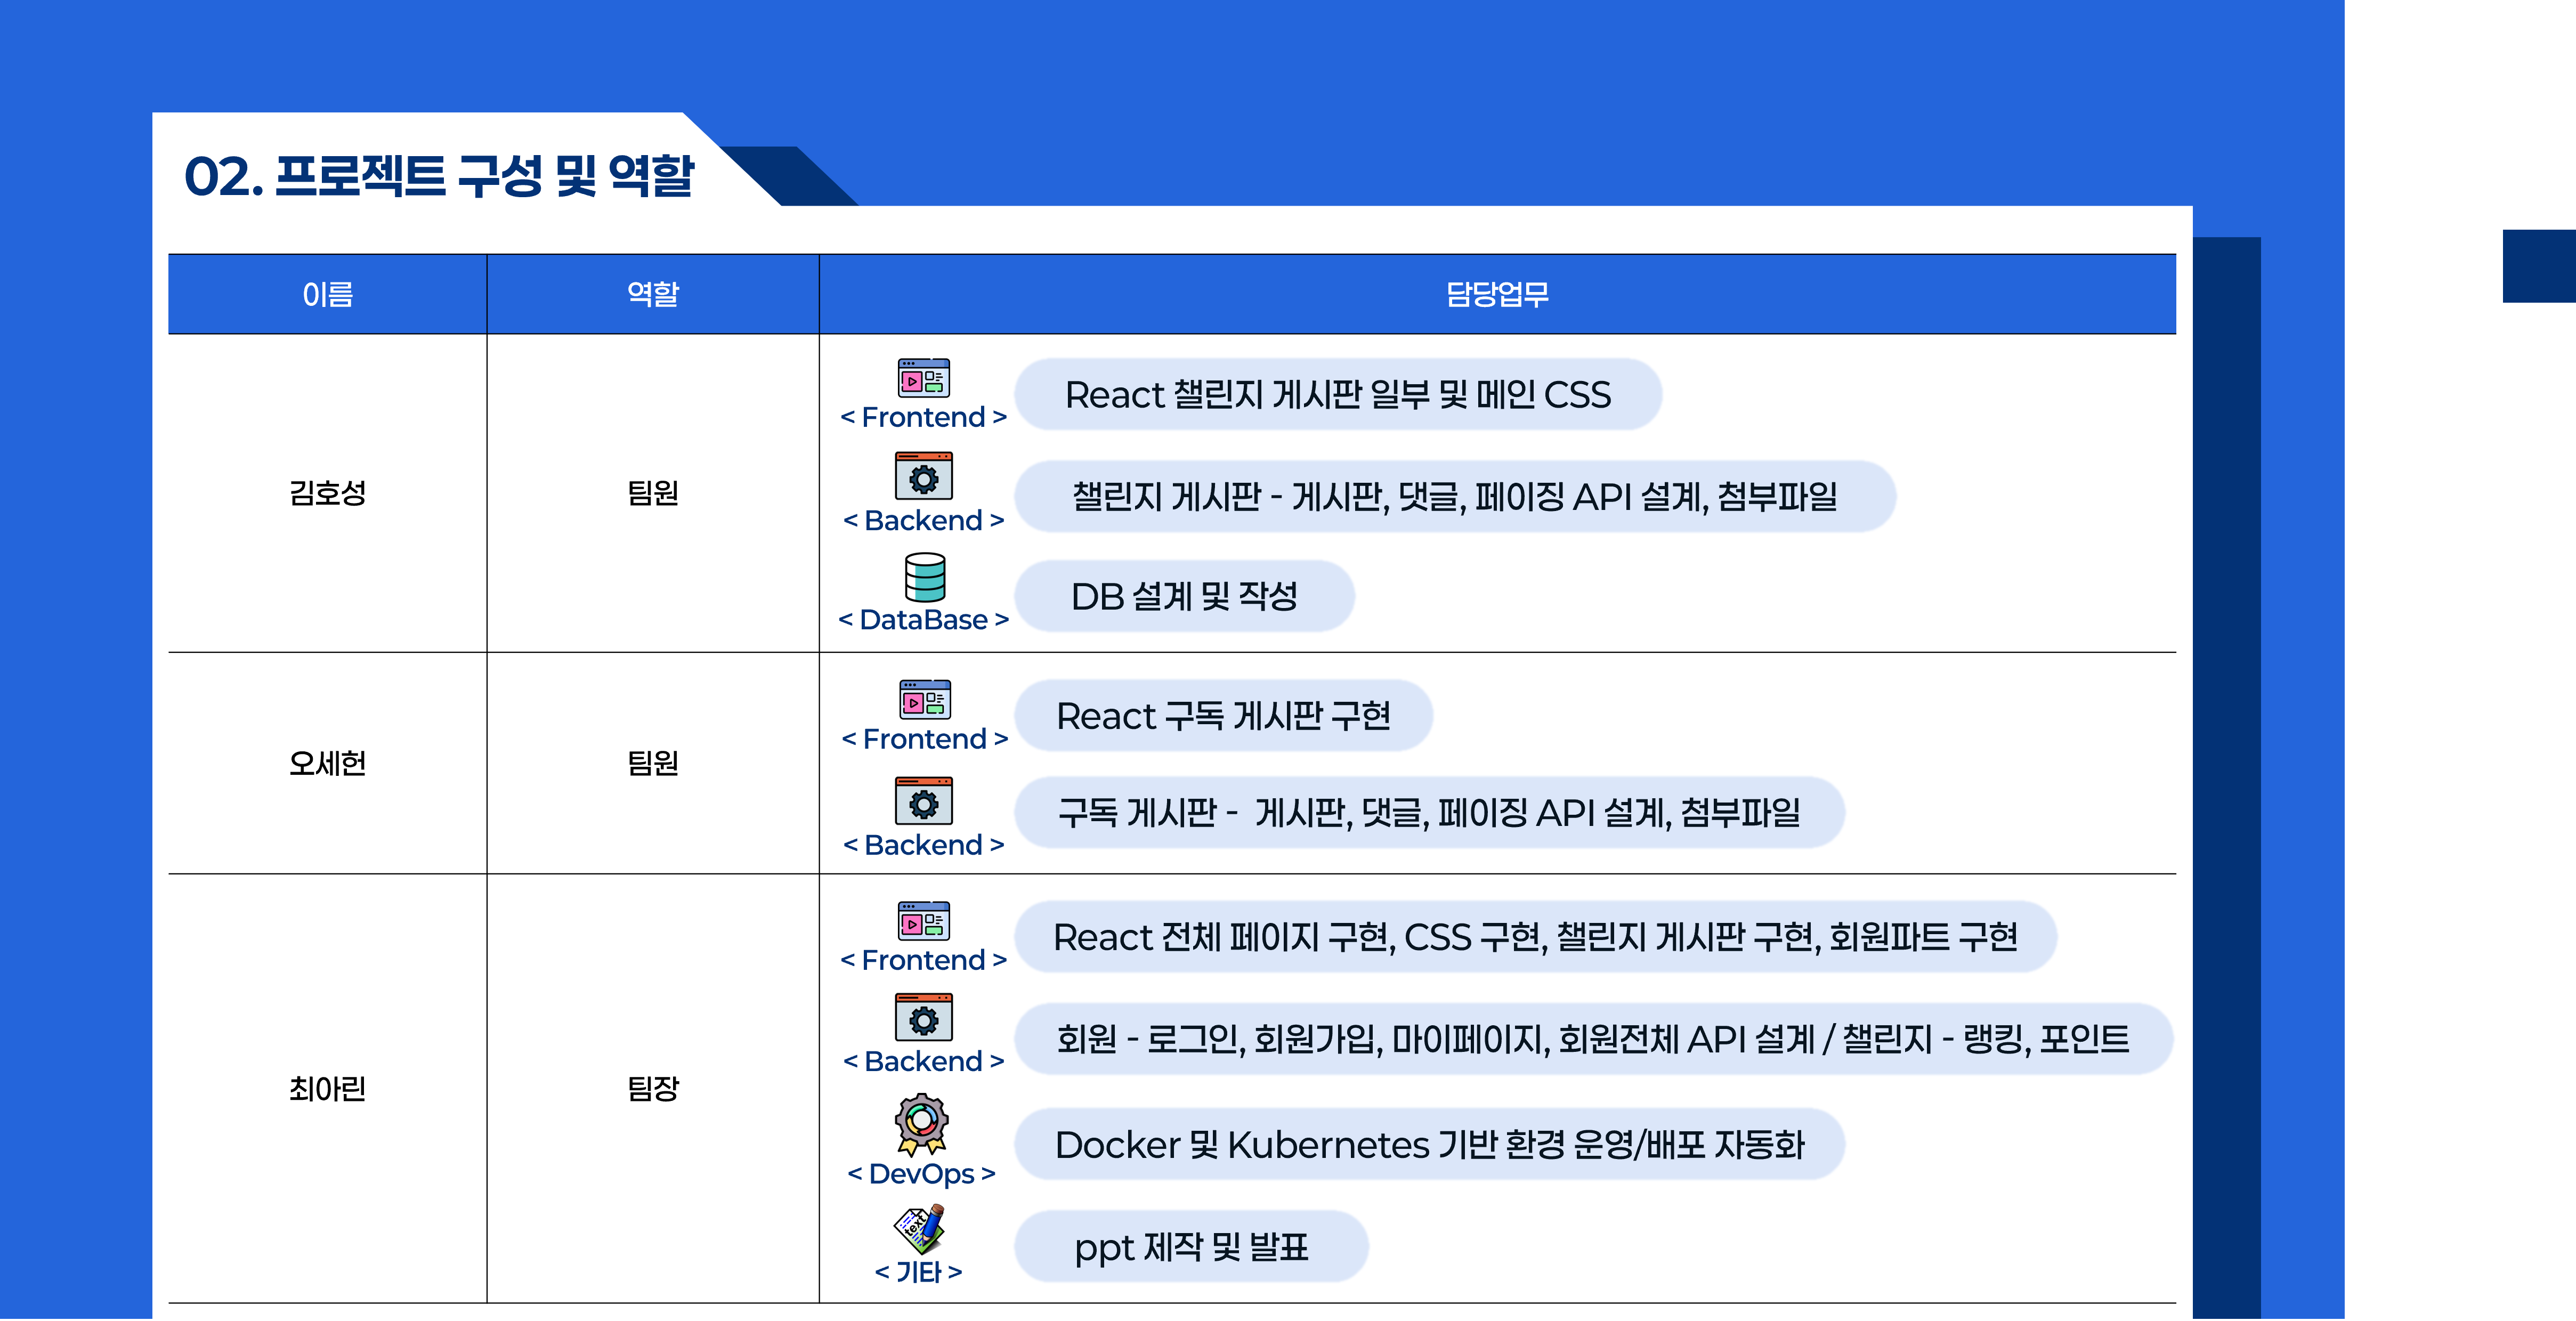 02. 프로젝트 구성 및 역할
이름 역할 담당업무
김호성 팀원
< Frontend > React 챌린지 게시판 일부 및 메인 CSS
< Backend > 챌린지 게시판 - 게시판, 댓글, 페이징 API 설계, 첨부파일
< DataBase > DB 설계 및 작성
오세헌 팀원
< Frontend > React 구독 게시판 구현
< Backend > 구독 게시판 - 게시판, 댓글, 페이징 API 설계, 첨부파일
최아린 팀장
< Frontend > React 전체 페이지 구현, CSS 구현, 챌린지 게시판 구현, 회원파트 구현
< Backend > 회원 - 로그인, 회원가입, 마이페이지, 회원전체 API 설계 / 챌린지 - 랭킹, 포인트
< DevOps > Docker 및 Kubernetes 기반 환경 운영/배포 자동화
text
< 기타 > ppt 제작 및 발표